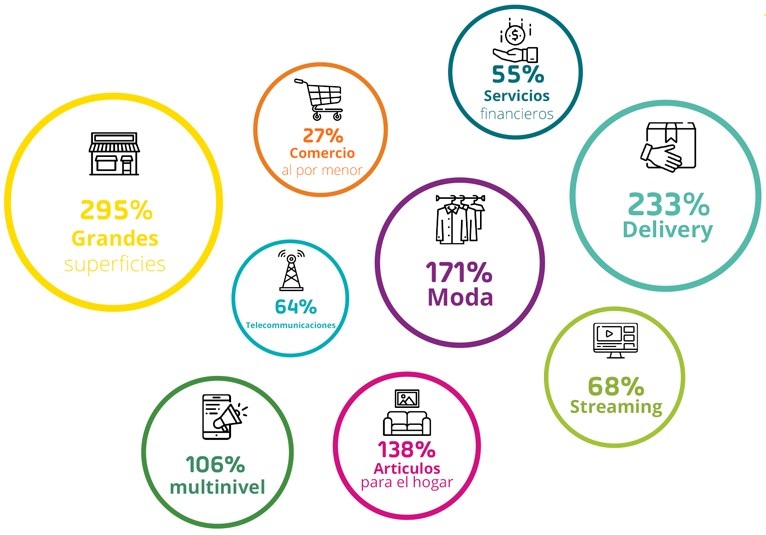 55%
Servicios
financieros
27%
Comercio
al por menor
295%
Grandes
superficies
233%
Delivery
171%
Moda
64%
Telecommunicaciones
68%
Streaming
106%
multinivel
138%
Articulos
para el hogar